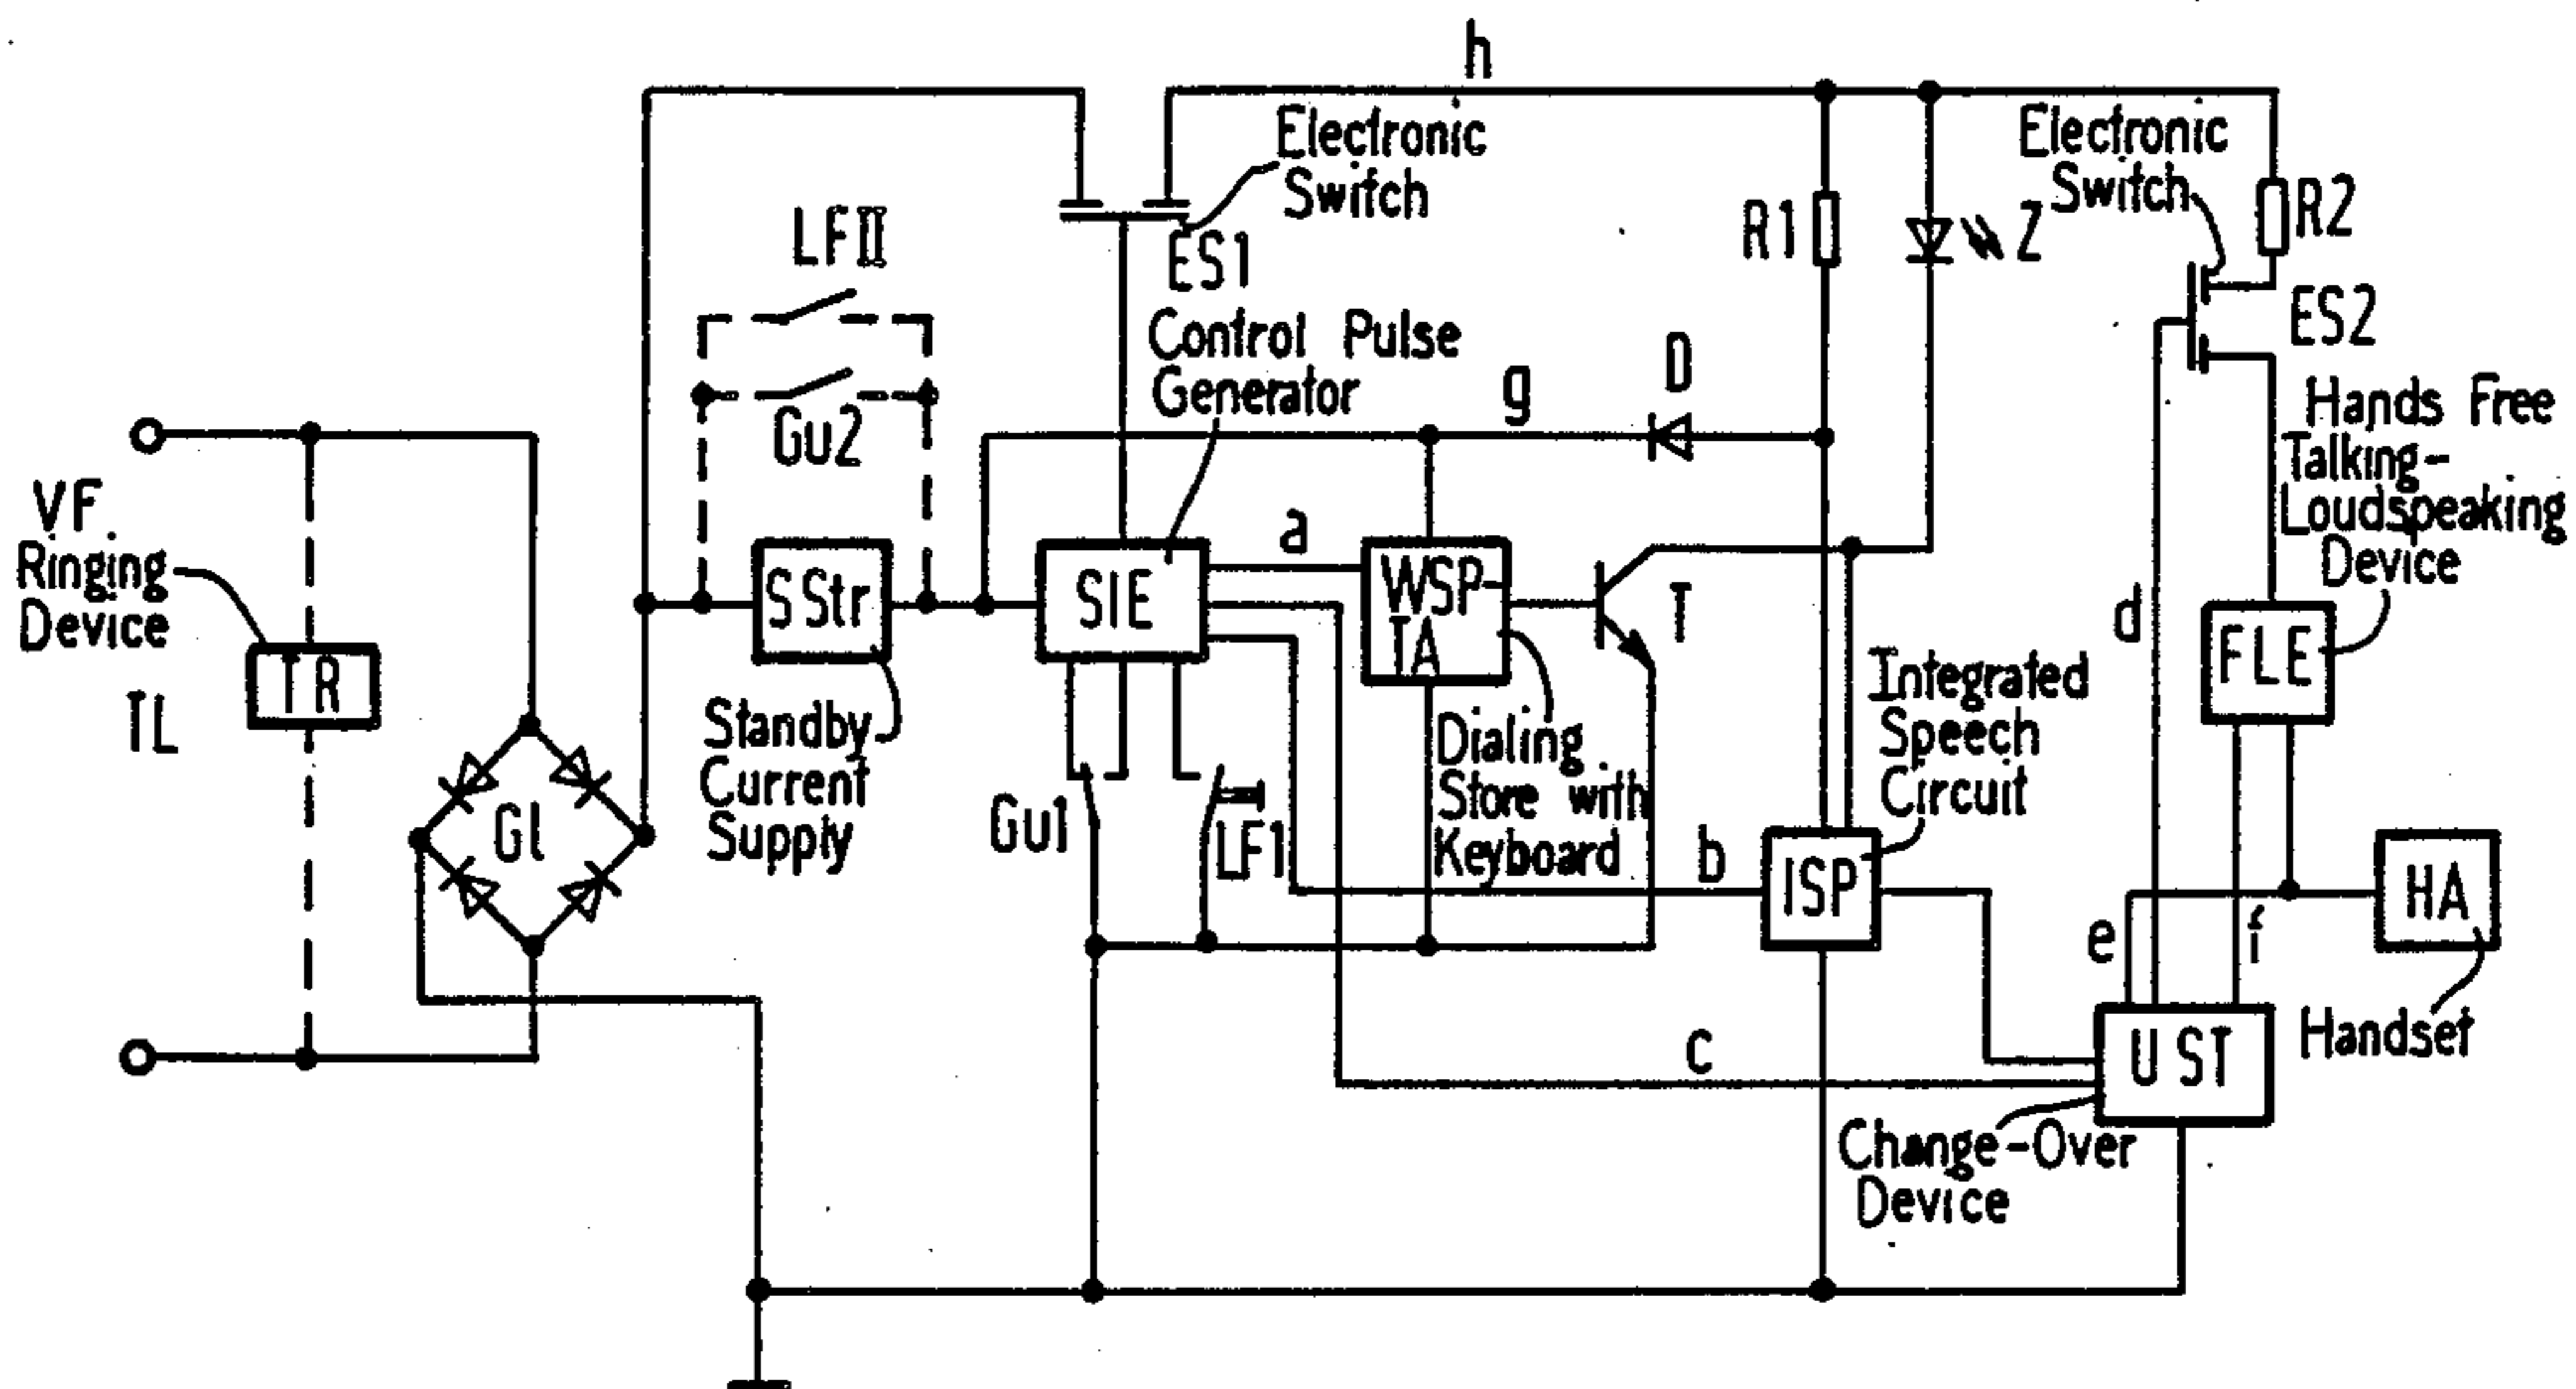 h
Electronic
Switch
ES1
Electronic
Switch
R1
Z
R2
ES2
LFII
Gu2
Control Pulse
Generator
g
D
Hands Free
Talking-
Loudspeaking
Device
VF
Ringing
Device
TR
TL
Gl
S Str
Standby
Current
Supply
SIE
a
WSP-
TA
T
d
FLE
Gu1
LF1
Dialing
Store with
Keyboard
Integrated
Speech
Circuit
b
ISP
e
f
HA
Handset
c
U ST
Change-Over
Device